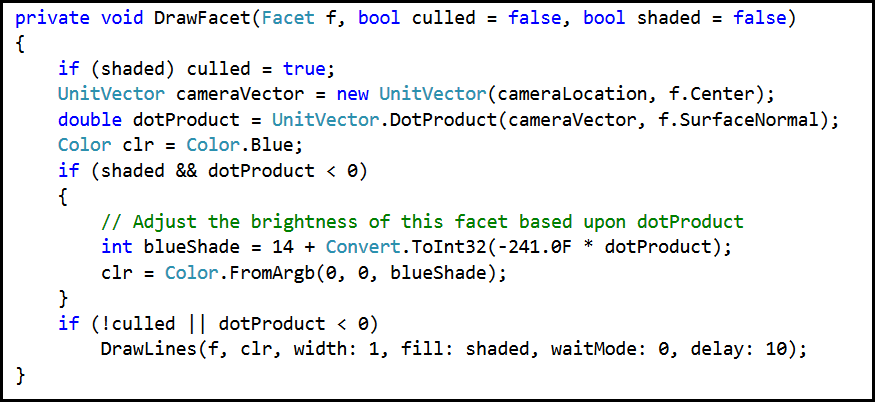 private void DrawFacet(Facet f, bool culled = false, bool shaded = false)
{
    if (shaded) culled = true;
    UnitVector cameraVector = new UnitVector(cameraLocation, f.Center);
    double dotProduct = UnitVector.DotProduct(cameraVector, f.SurfaceNormal);
    Color clr = Color.Blue;
    if (shaded && dotProduct < 0)
    {
        // Adjust the brightness of this facet based upon dotProduct
        int blueShade = 14 + Convert.ToInt32(-241.0F * dotProduct);
        clr = Color.FromArgb(0, 0, blueShade);
    }
    if (!culled || dotProduct < 0)
        DrawLines(f, clr, width: 1, fill: shaded, waitMode: 0, delay: 10);
}